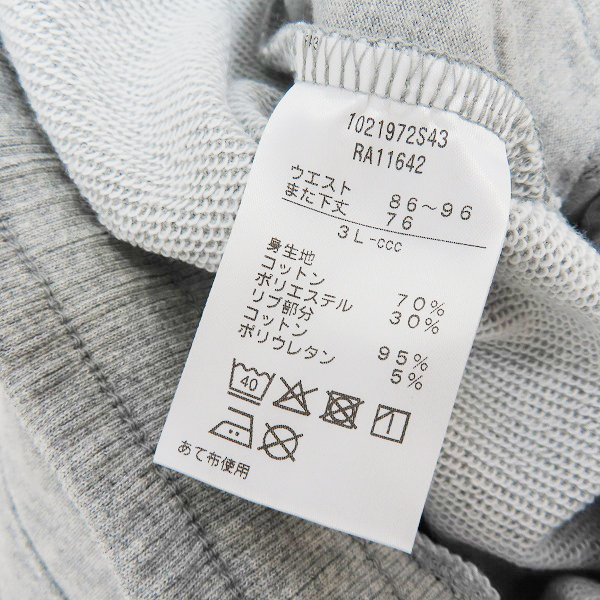 1021972S43
RA11642
ウエスト 86～96
また下丈 76
3L-ccc
身生地
コットン 70%
ポリエステル 30%
リブ部分
コットン 95%
ポリウレタン 5%
40
あて布使用